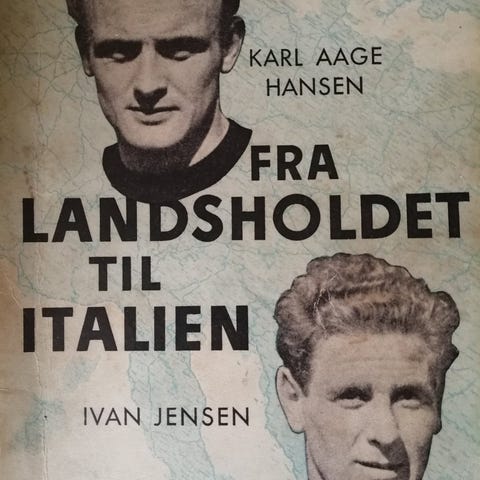 KARL AAGE
HANSEN
FRA
LANDSHOLDET
TIL
ITALIEN
IVAN JENSEN